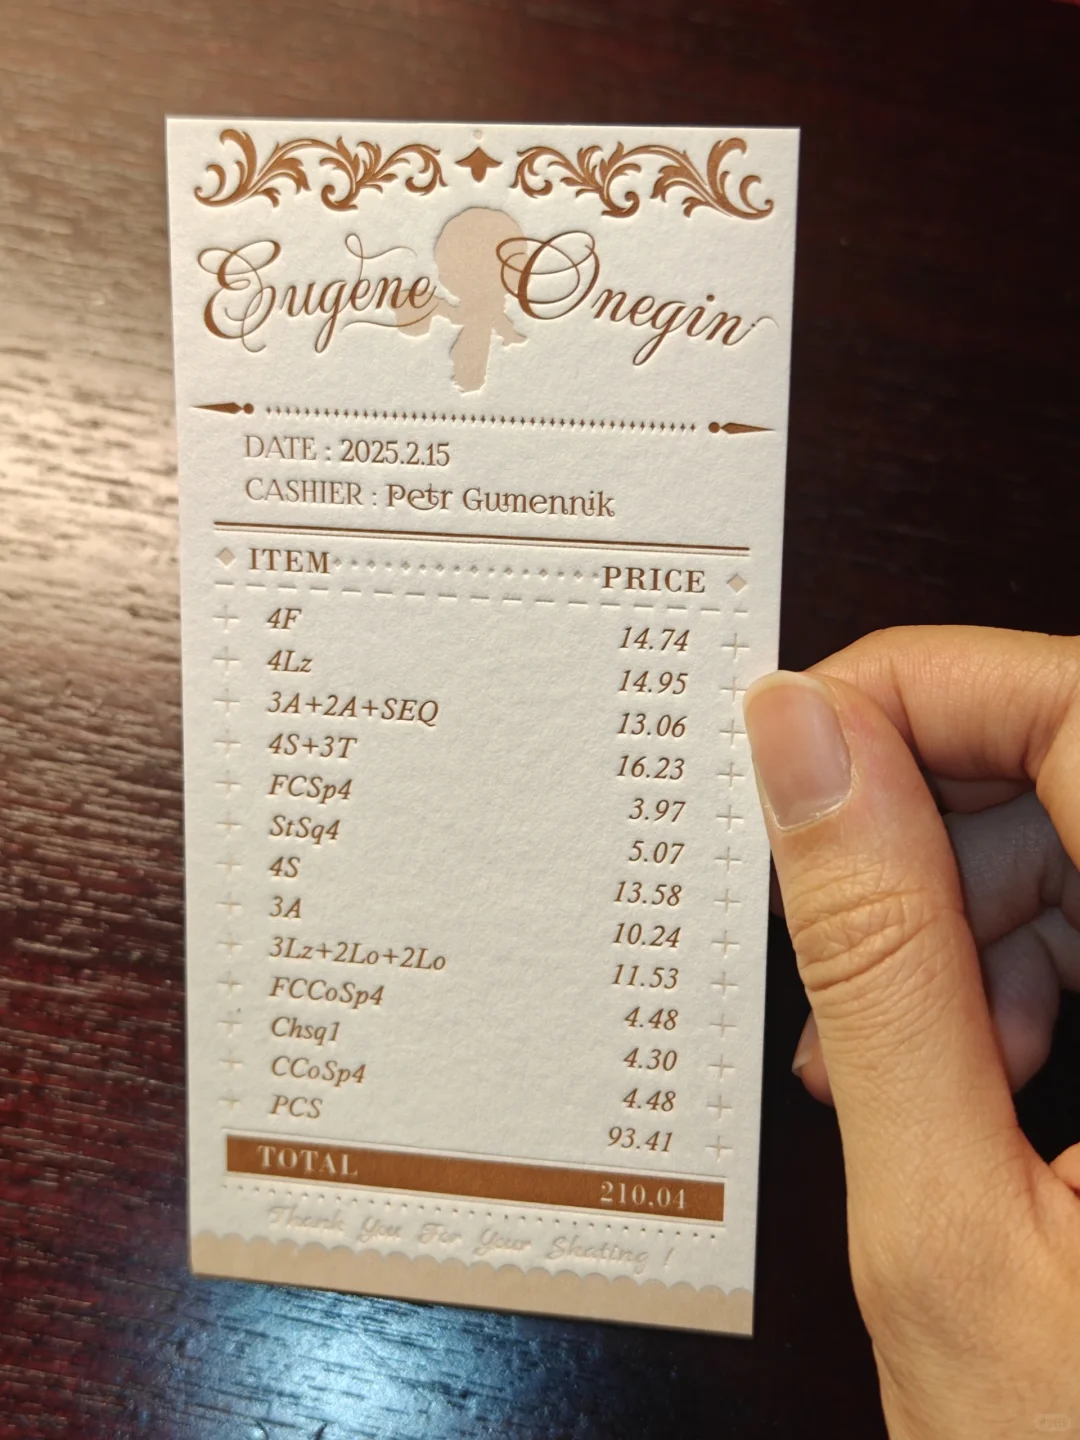 Eugene Onegin
DATE : 2025.2.15
CASHIER : Petr Gumennik
ITEM PRICE
4F 14.74
4Lz 14.95
3A+2A+SEQ 13.06
4S+3T 16.23
FCSp4 3.97
StSq4 5.07
4S 13.58
3A 10.24
3Lz+2Lo+2Lo 11.53
FCCoSp4 4.48
Chsq1 4.30
CCoSp4 4.48
PCS 93.41
TOTAL 210.04
Thank You For Your Skating !